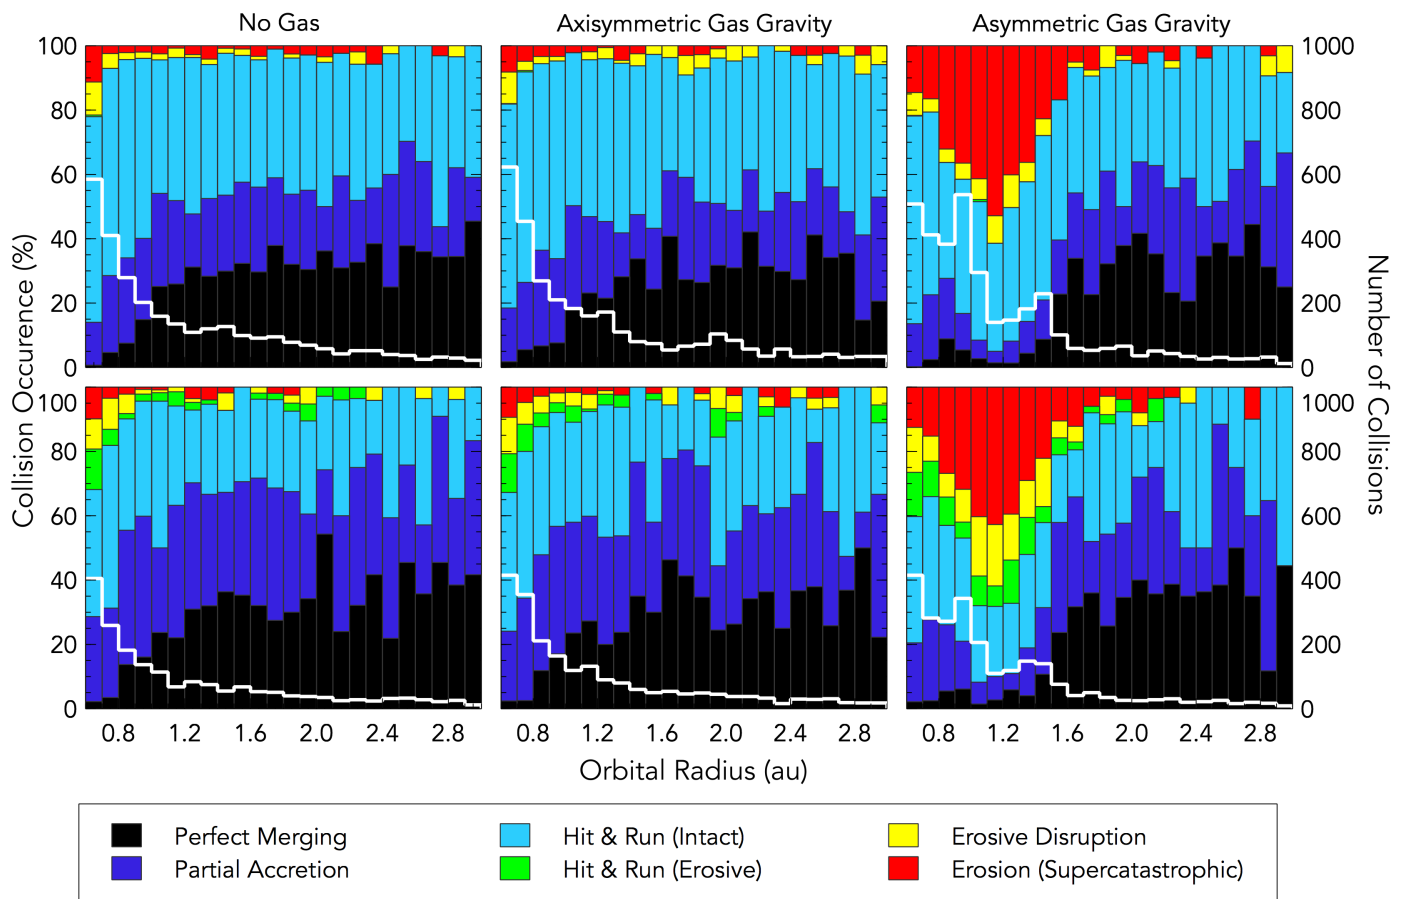 No Gas Axisymmetric Gas Gravity Asymmetric Gas Gravity
100 1000
80 800
60 600
40 400
20 200
0 0
100 1000
80 800
60 600
40 400
20 200
0 0
Collision Occurence (%)
Number of Collisions
0.8 1.2 1.6 2.0 2.4 2.8 0.8 1.2 1.6 2.0 2.4 2.8 0.8 1.2 1.6 2.0 2.4 2.8
Orbital Radius (au)
Perfect Merging Hit & Run (Intact) Erosive Disruption
Partial Accretion Hit & Run (Erosive) Erosion (Supercatastrophic)